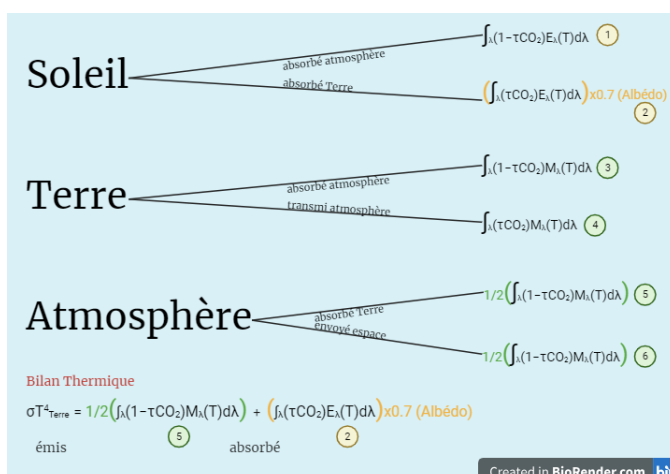 ∫λ(1-τCO₂)Eλ(T)dλ 1
absorbé atmosphère
Soleil
absorbé Terre
(∫λ(τCO₂)Eλ(T)dλ)x0.7 (Albédo)
2
∫λ(1-τCO₂)Mλ(T)dλ 3
absorbé atmosphère
Terre
transmi atmosphère
∫λ(τCO₂)Mλ(T)dλ 4
1/2(∫λ(1-τCO₂)Mλ(T)dλ) 5
absorbé Terre
Atmosphère
envoyé espace
1/2(∫λ(1-τCO₂)Mλ(T)dλ) 6
Bilan Thermique
σT⁴Terre = 1/2(∫λ(1-τCO₂)Mλ(T)dλ) + (∫λ(τCO₂)Eλ(T)dλ)x0.7 (Albédo)
5 2
émis absorbé
Created in BioRender.com